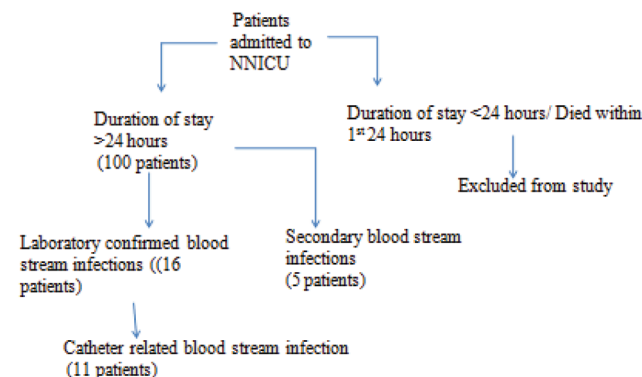 Patients
admitted to
NNICU
Duration of stay
>24 hours
(100 patients)
Duration of stay <24 hours/ Died within
1st 24 hours
Excluded from study
Laboratory confirmed blood
stream infections ((16
patients)
Secondary blood stream
infections
(5 patients)
Catheter related blood stream infection
(11 patients)